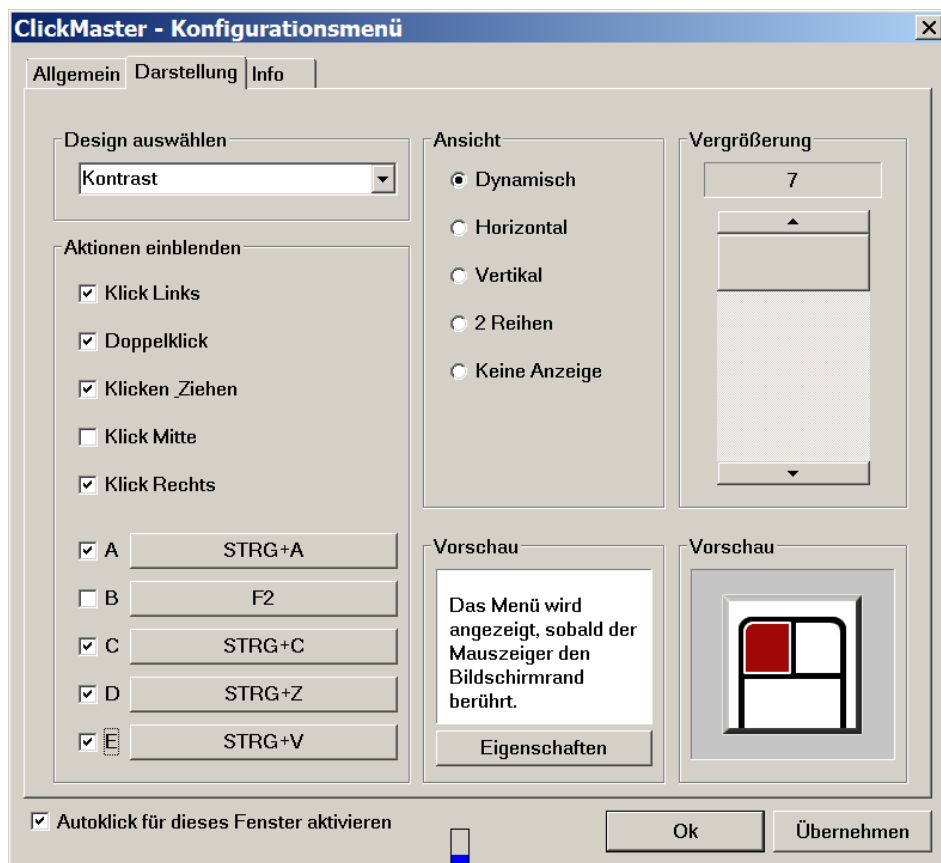 ClickMaster - Konfigurationsmenü
Allgemein
Darstellung
Info
Design auswählen
Kontrast
Aktionen einblenden
Klick Links
Doppelklick
Klicken_Ziehen
Klick Mitte
Klick Rechts
A STRG+A
B F2
C STRG+C
D STRG+Z
E STRG+V
Ansicht
Dynamisch
Horizontal
Vertikal
2 Reihen
Keine Anzeige
Vergrößerung
7
Vorschau
Das Menü wird
angezeigt, sobald der
Mauszeiger den
Bildschirmrand
berührt.
Eigenschaften
Vorschau
Autoklick für dieses Fenster aktivieren
Ok
Übernehmen